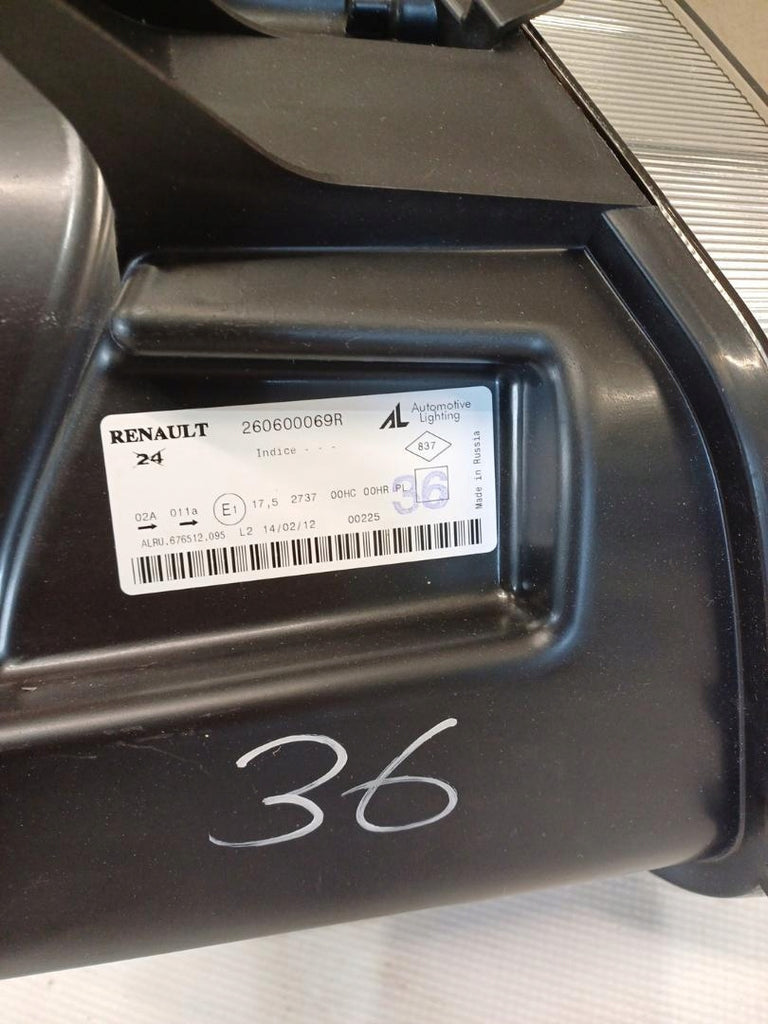 RENAULT 260600069R AL Automotive Lighting
24 Indice - - - 837
Made in Russia
36
02A 011a E1 17,5 2737 00HC 00HR PL
ALRU.676512.095 L2 14/02/12 00225
36